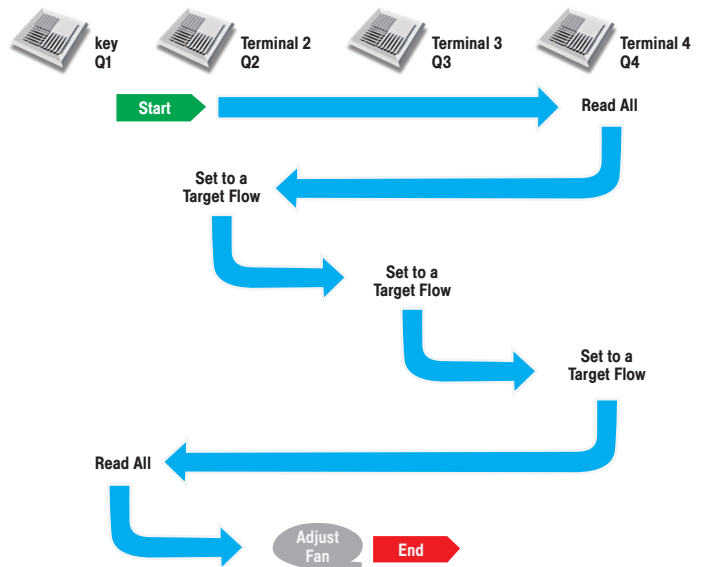 key
Q1
Terminal 2
Q2
Terminal 3
Q3
Terminal 4
Q4
Start
Read All
Set to a
Target Flow
Set to a
Target Flow
Set to a
Target Flow
Read All
Adjust
Fan
End